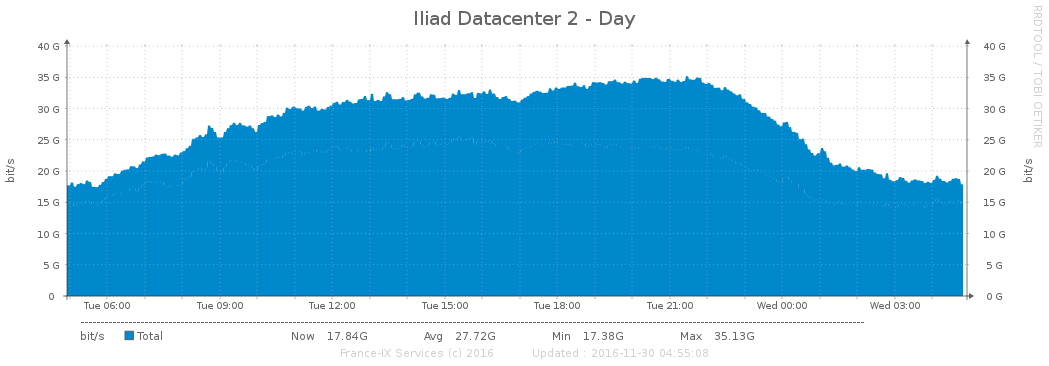 Iliad Datacenter 2 - Day
RRDTOOL / TOBI OETIKER
40 G 40 G
35 G 35 G
30 G 30 G
25 G 25 G
20 G 20 G
15 G 15 G
10 G 10 G
5 G 5 G
0 0 G
bit/s
bit/s
Tue 06:00 Tue 09:00 Tue 12:00 Tue 15:00 Tue 18:00 Tue 21:00 Wed 00:00 Wed 03:00
bit/s Total Now 17.84G Avg 27.72G Min 17.38G Max 35.13G
France-IX Services (c) 2016 Updated : 2016-11-30 04:55:08